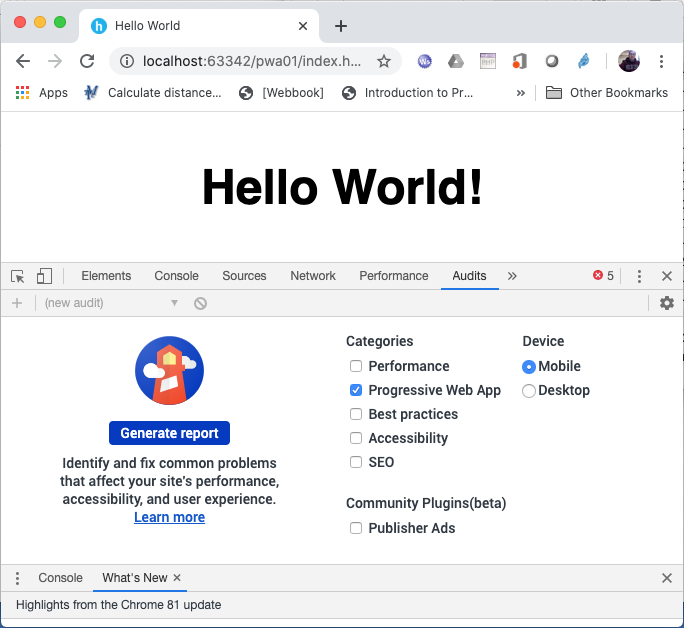 h Hello World
localhost:63342/pwa01/index.h...
Ws PHP
Apps Calculate distance... [Webbook] Introduction to Pr... » Other Bookmarks
Hello World!
Elements Console Sources Network Performance Audits » 5
(new audit)
Categories Device
Performance Mobile
Progressive Web App Desktop
Best practices
Accessibility
SEO
Generate report
Identify and fix common problems
that affect your site's performance,
accessibility, and user experience.
Learn more
Community Plugins(beta)
Publisher Ads
Console What's New
Highlights from the Chrome 81 update